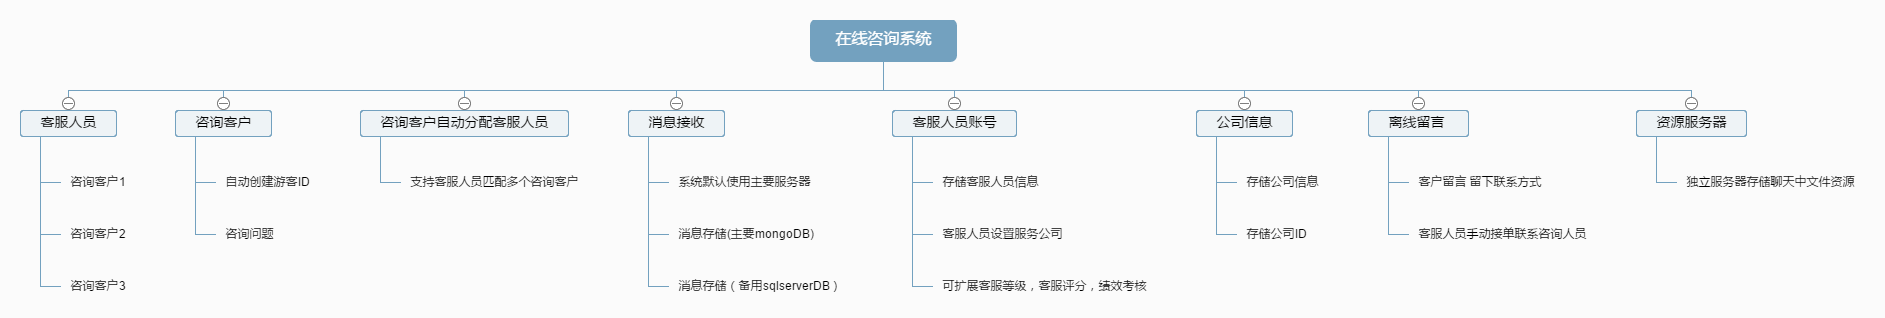 在线咨询系统
客服人员
咨询客户
咨询客户自动分配客服人员
消息接收
客服人员账号
公司信息
离线留言
资源服务器
咨询客户1
自动创建游客ID
支持客服人员匹配多个咨询客户
系统默认使用主要服务器
存储客服人员信息
存储公司信息
客户留言 留下联系方式
独立服务器存储聊天中文件资源
咨询客户2
咨询问题
消息存储(主要mongoDB)
客服人员设置服务公司
存储公司ID
客服人员手动接单联系咨询人员
咨询客户3
消息存储（备用sqlserverDB）
可扩展客服等级，客服评分，绩效考核